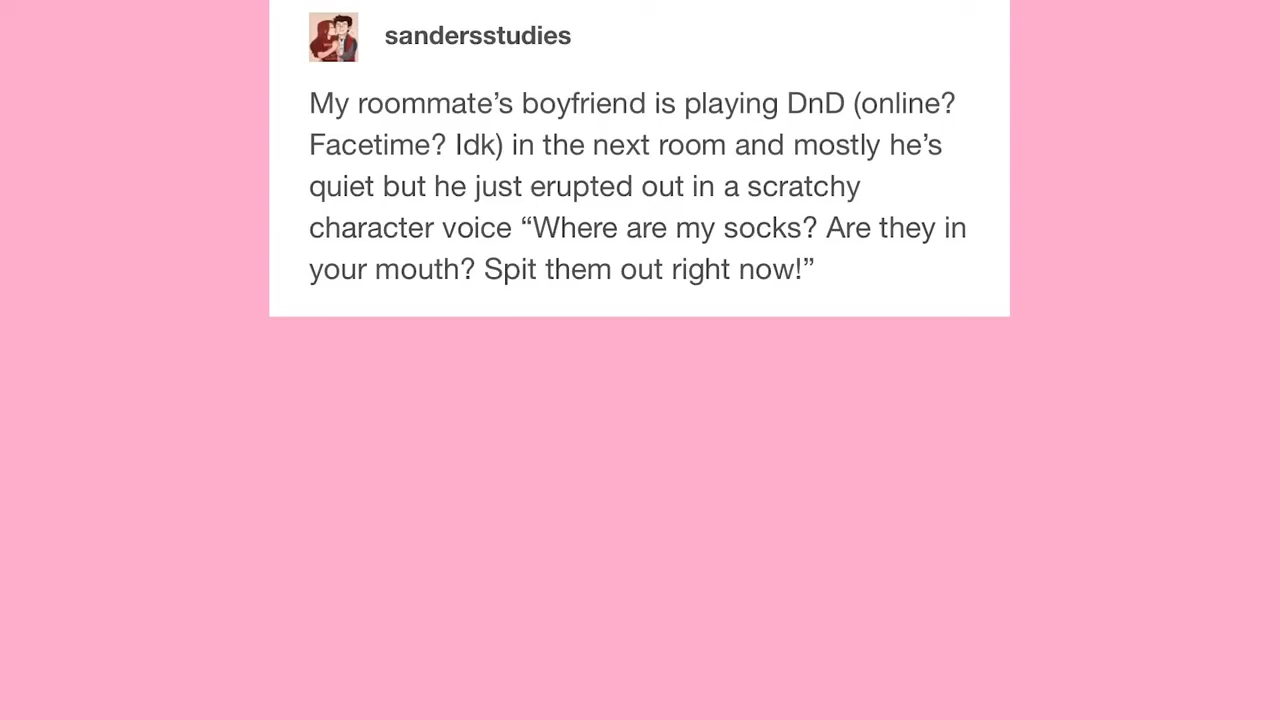 sandersstudies
My roommate’s boyfriend is playing DnD (online?
Facetime? Idk) in the next room and mostly he’s
quiet but he just erupted out in a scratchy
character voice “Where are my socks? Are they in
your mouth? Spit them out right now!”